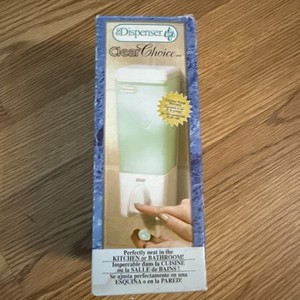 the Dispenser
Clear Choice
Perfectly neat in the
KITCHEN or BATHROOM!
Impeccable dans la CUISINE
ou la SALLE de BAINS !
Se ajusta perfectamente en una
ESQUINA o en la PARED!